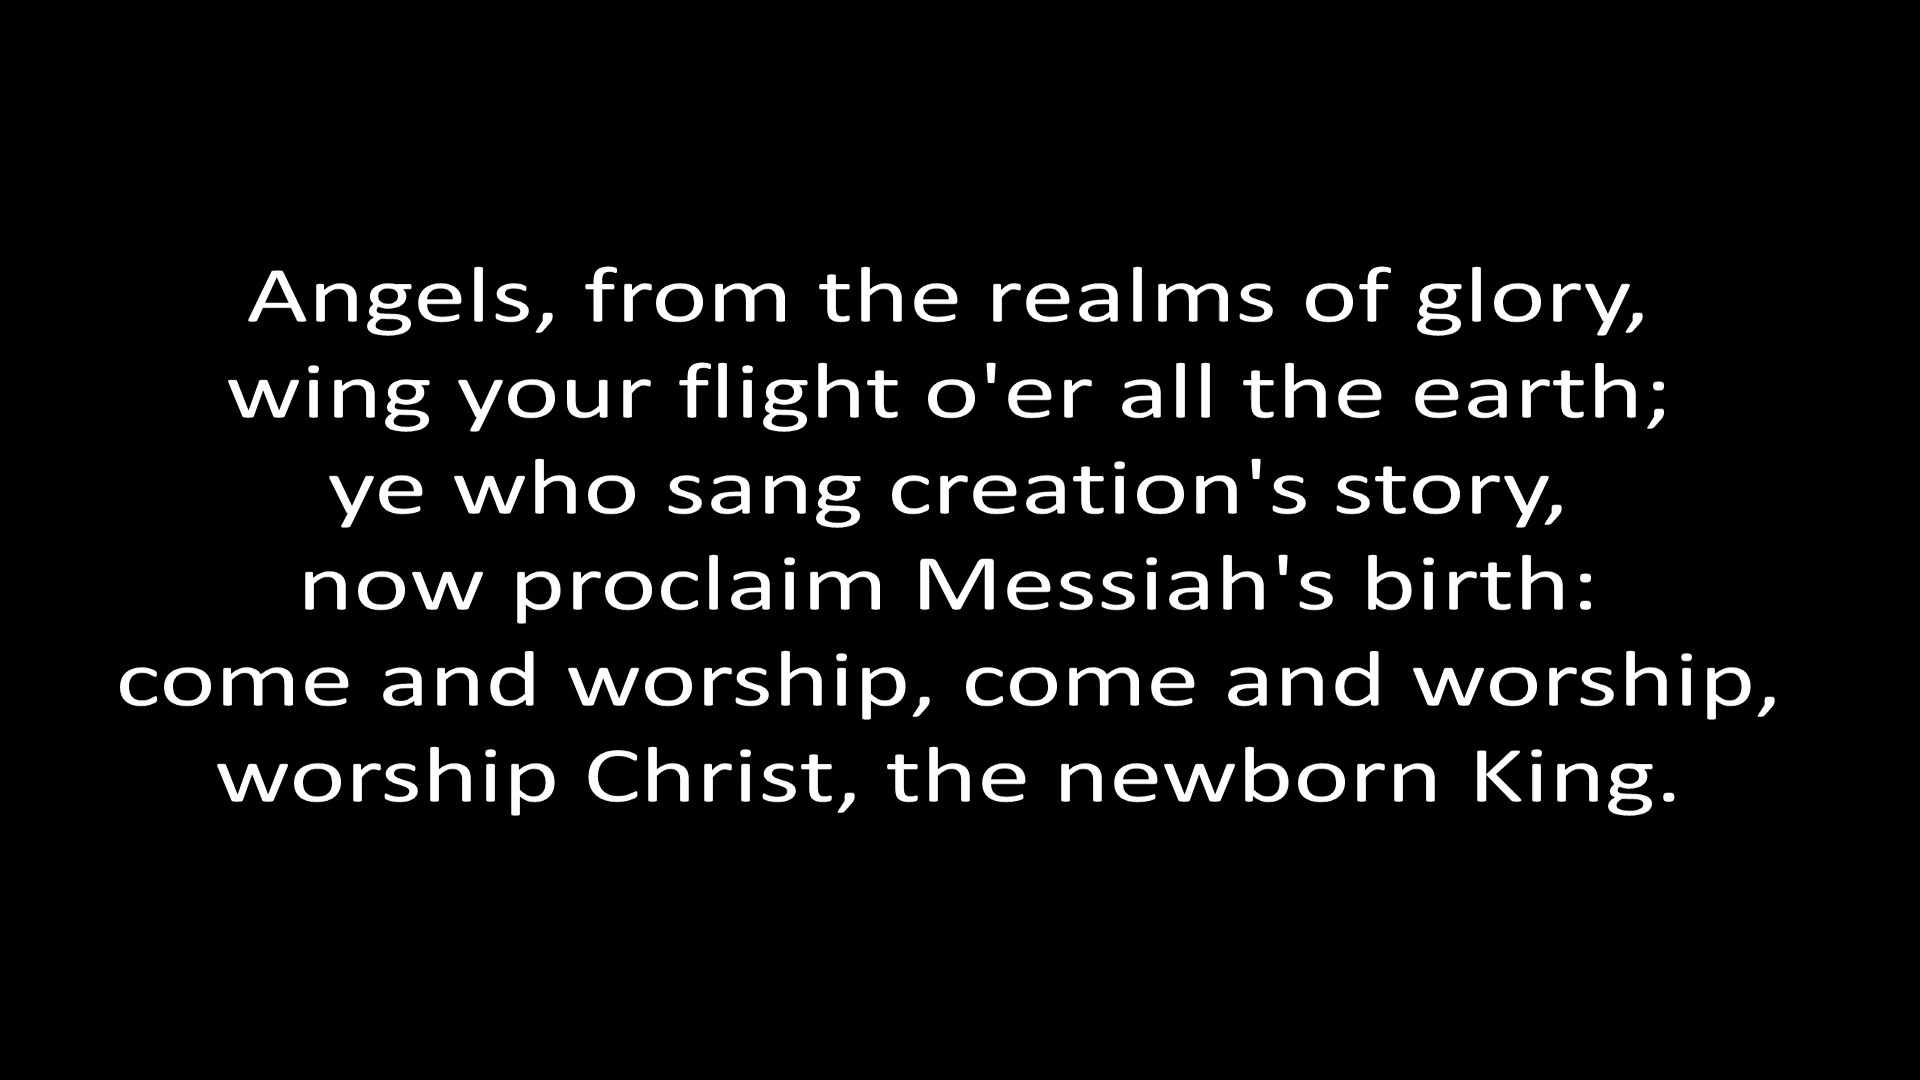 Angels, from the realms of glory,
wing your flight o'er all the earth;
ye who sang creation's story,
now proclaim Messiah's birth:
come and worship, come and worship,
worship Christ, the newborn King.